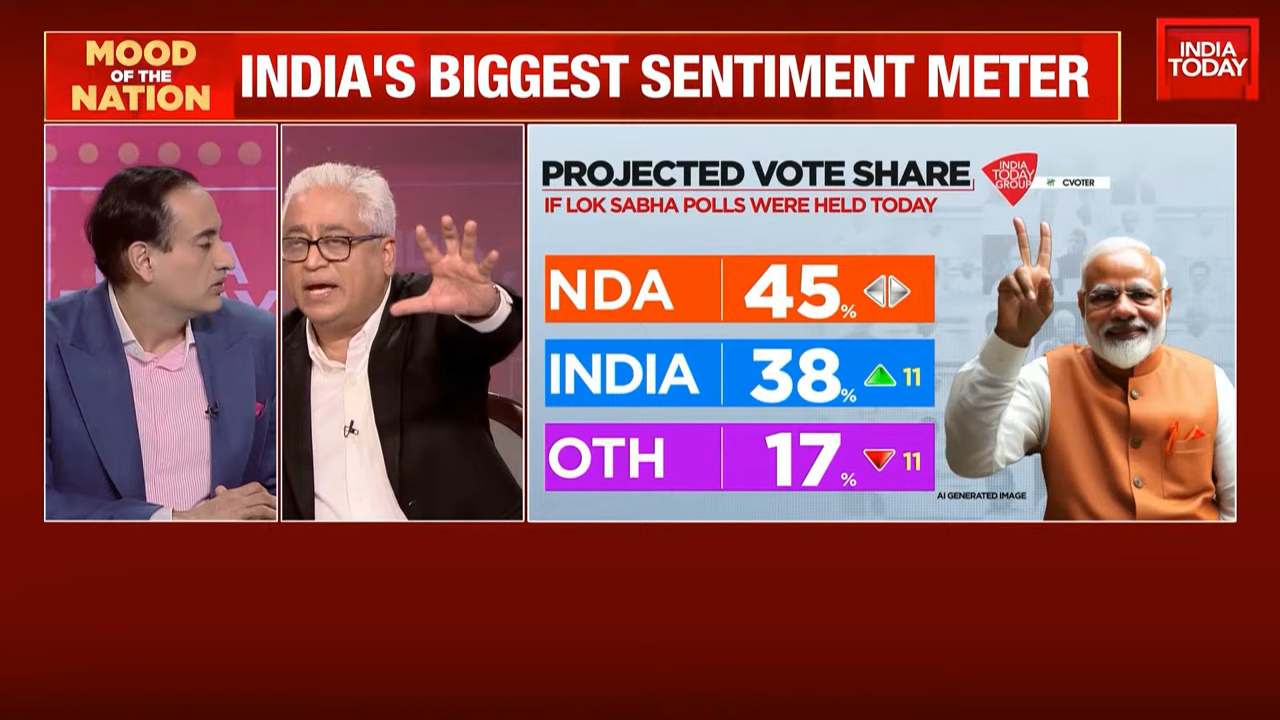 MOOD
OF THE
NATION
INDIA'S BIGGEST SENTIMENT METER
INDIA
TODAY
PROJECTED VOTE SHARE
INDIA
TODAY
GROUP
CVOTER
IF LOK SABHA POLLS WERE HELD TODAY
NDA 45%
INDIA 38% 11
OTH 17% 11
AI GENERATED IMAGE